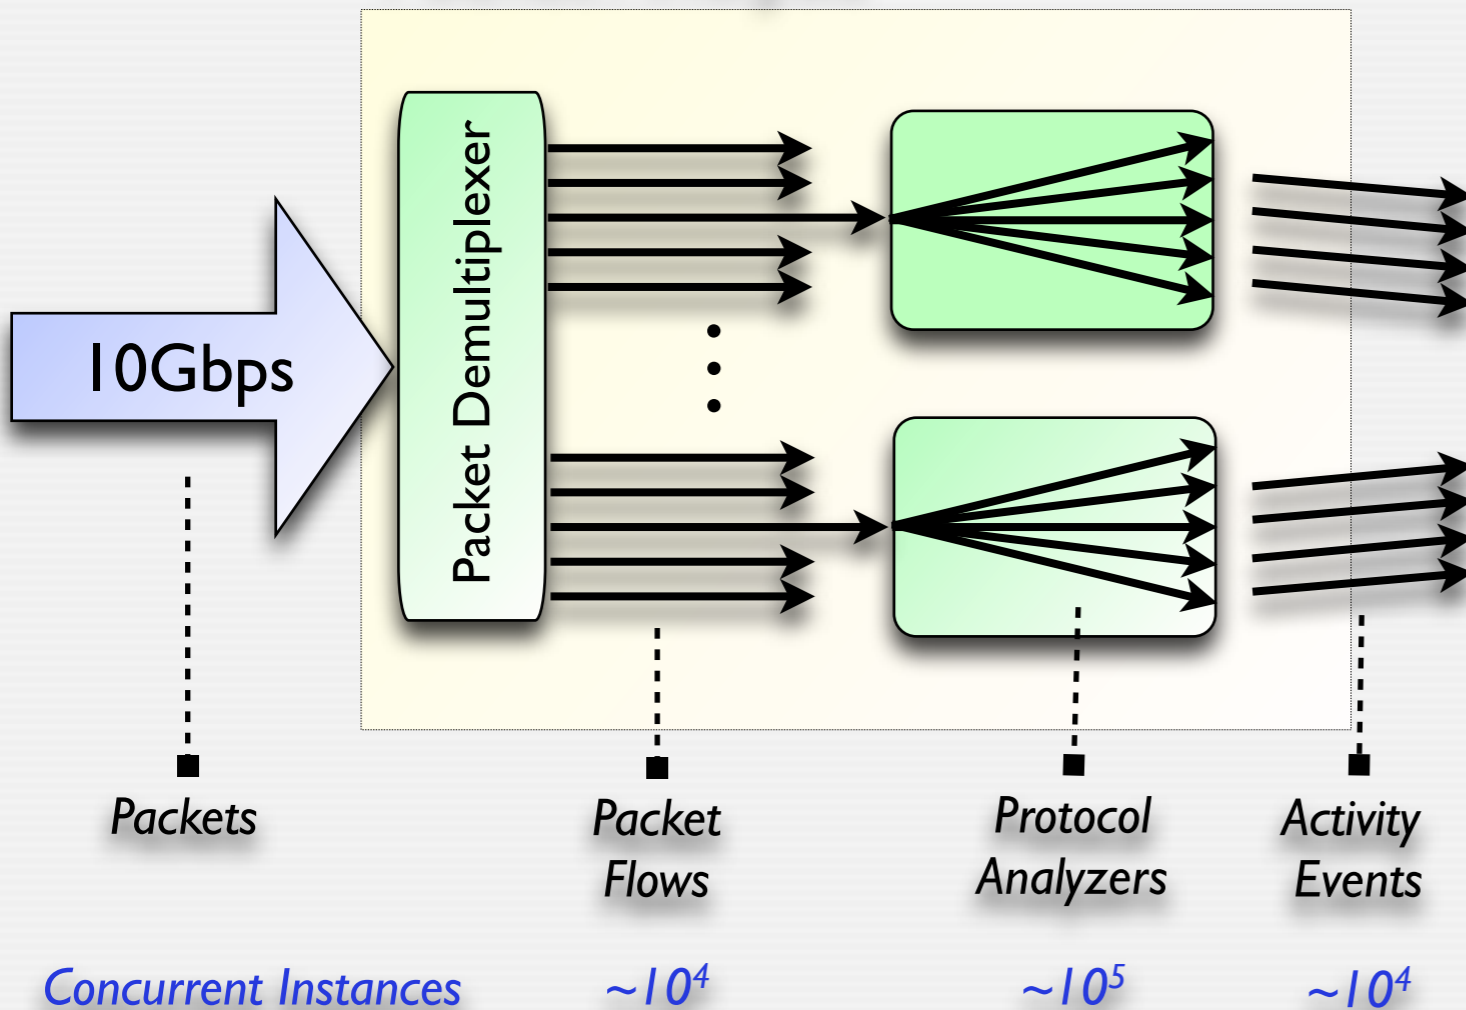 10Gbps
Packet Demultiplexer
Packets
Packet
Flows
Protocol
Analyzers
Activity
Events
Concurrent Instances
~10⁴
~10⁵
~10⁴